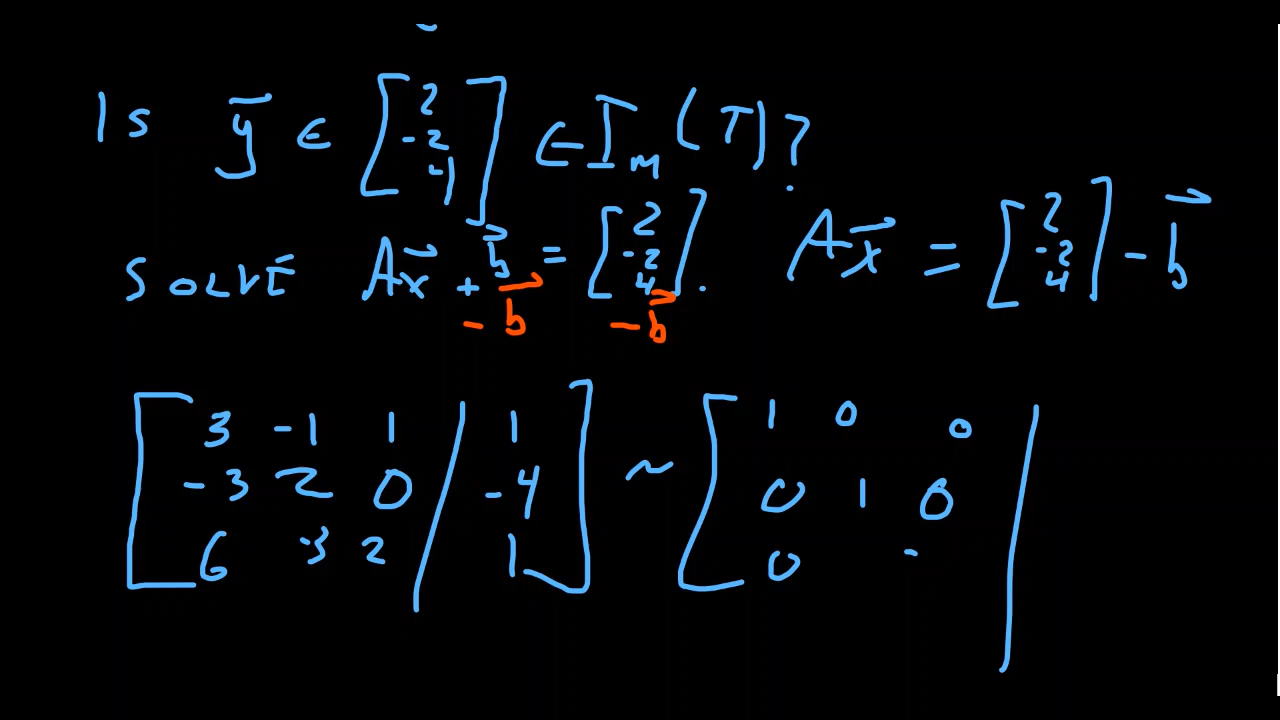 Is y ∈ [2 -2 -1] ∈ Im(T)?
SOLVE Ax + b = [2 -2 4]. Ax = [2 -2 4] - b
- b - b
[3 -1 1 | 1 ~ [1 0 0 |
-3 2 0 | -4 0 1 0 |
6 -3 2 | 1] 0 - |